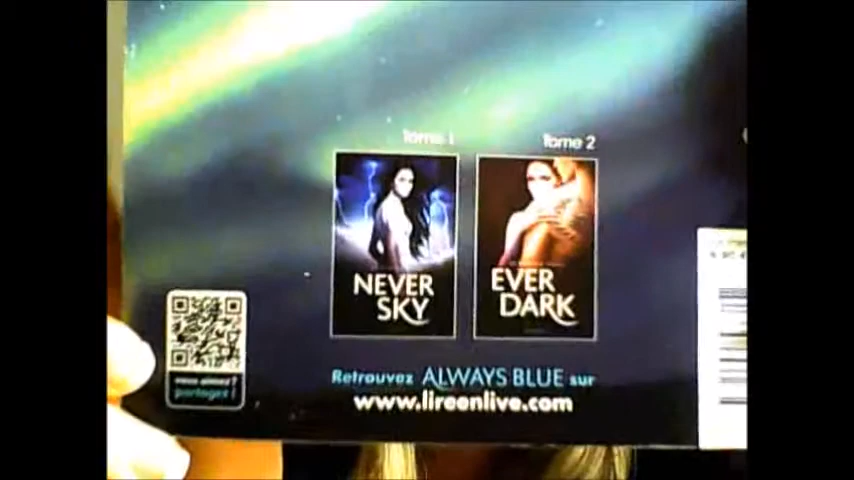 Tome 1
Tome 2
NEVER
SKY
EVER
DARK
vous aimez ?
partagez !
Retrouvez ALWAYS BLUE sur
www.lireenlive.com